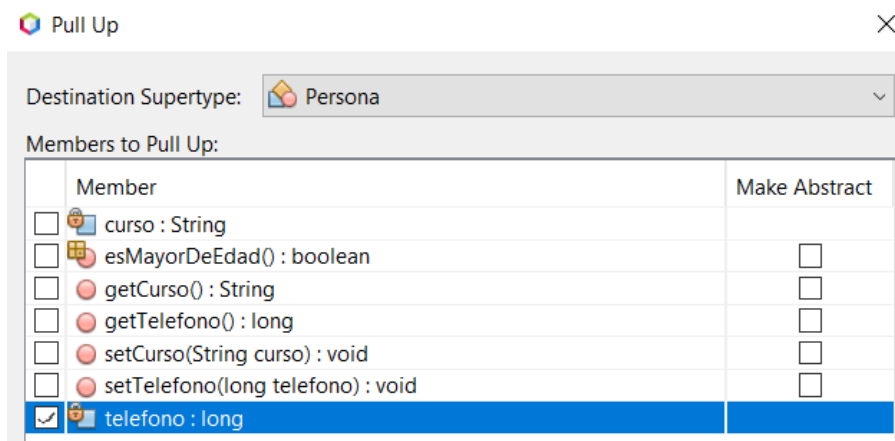 Pull Up
Destination Supertype: Persona
Members to Pull Up:
Member Make Abstract
curso : String
esMayorDeEdad() : boolean
getCurso() : String
getTelefono() : long
setCurso(String curso) : void
setTelefono(long telefono) : void
telefono : long